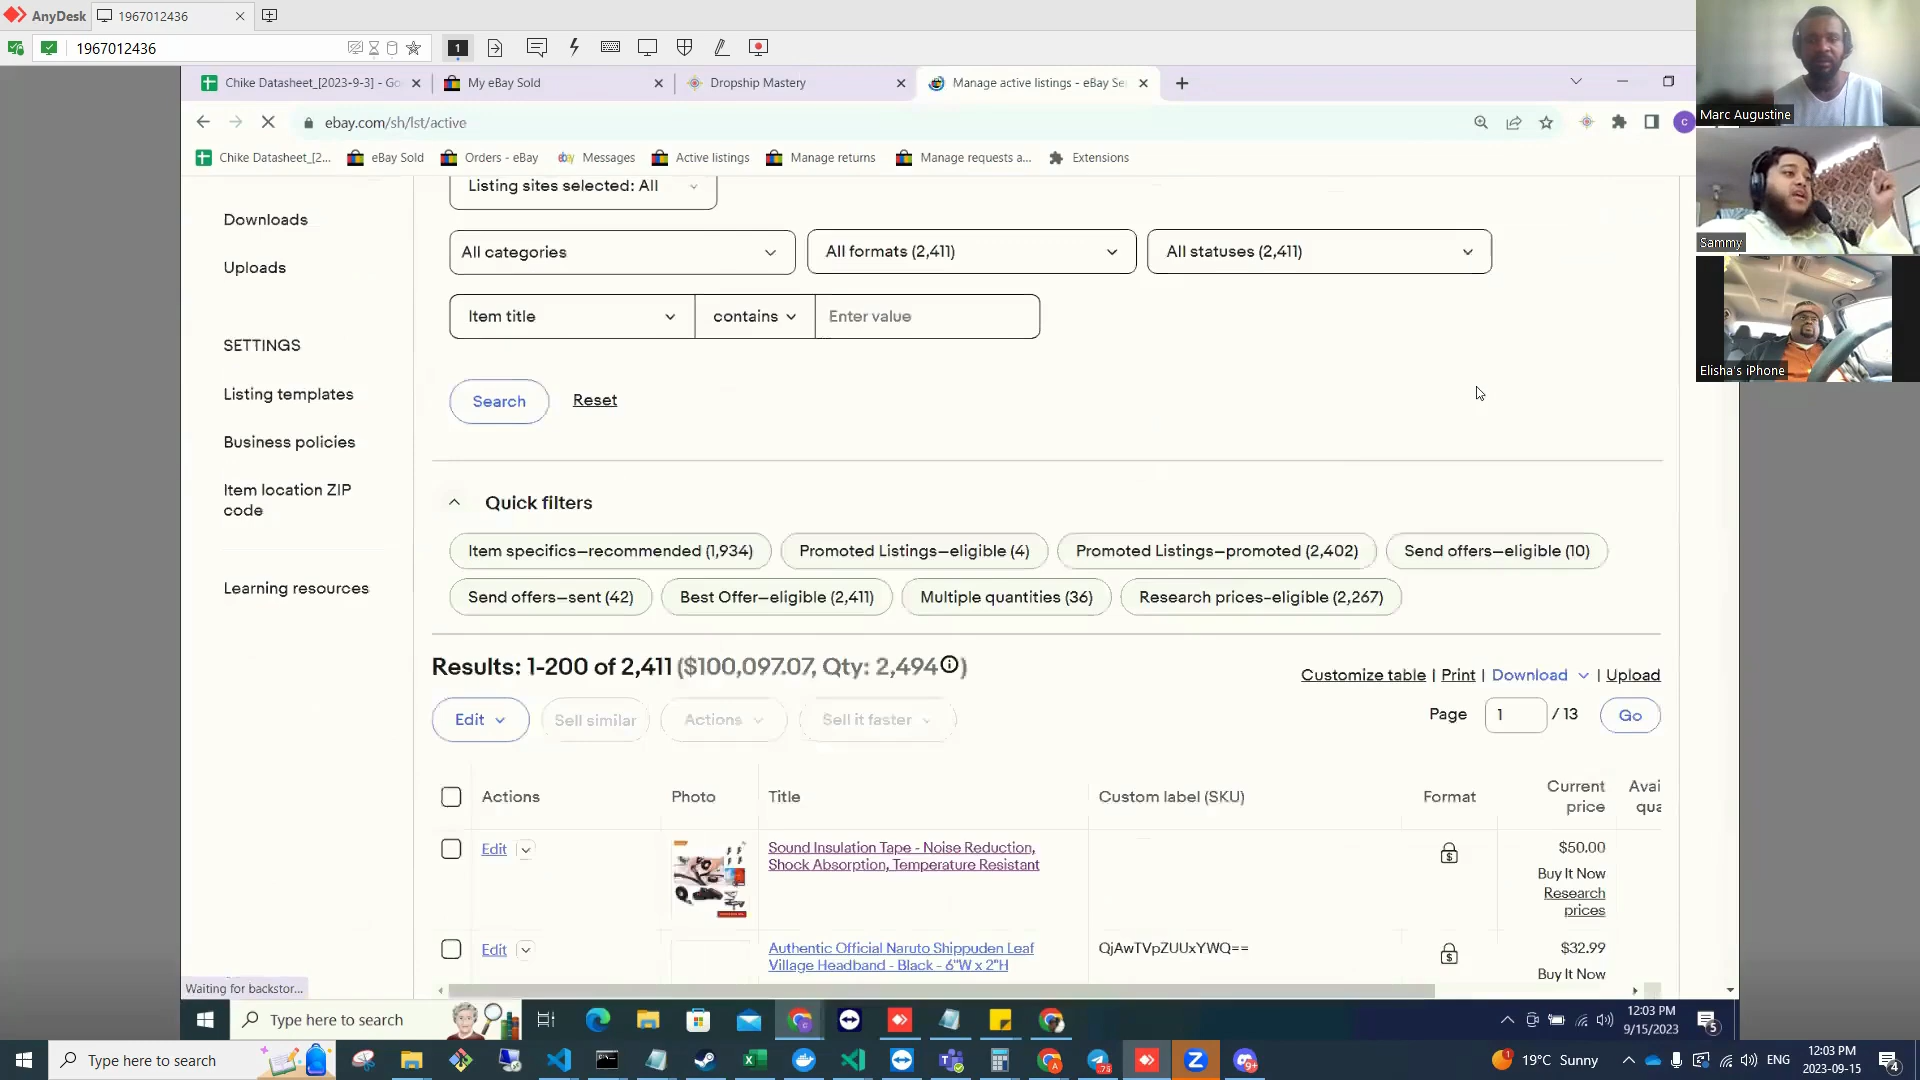 AnyDesk
1967012436
1967012436
1
Chike Datasheet_[2023-9-3] - Go
My eBay Sold
Dropship Mastery
Manage active listings - eBay Se
ebay.com/sh/lst/active
c
Chike Datasheet_[2...
eBay Sold
Orders - eBay
ebay
Messages
Active listings
Manage returns
Manage requests a...
Extensions
Marc Augustine
Sammy
Elisha's iPhone
Downloads
Uploads
SETTINGS
Listing templates
Business policies
Item location ZIP
code
Learning resources
Listing sites selected: All
All categories
All formats (2,411)
All statuses (2,411)
Item title
contains
Enter value
Search
Reset
Quick filters
Item specifics–recommended (1,934)
Promoted Listings–eligible (4)
Promoted Listings–promoted (2,402)
Send offers–eligible (10)
Send offers–sent (42)
Best Offer–eligible (2,411)
Multiple quantities (36)
Research prices-eligible (2,267)
Results: 1-200 of 2,411 ($100,097.07, Qty: 2,494)
Customize table | Print | Download | Upload
Edit
Sell similar
Actions
Sell it faster
Page
1
/ 13
Go
Actions
Photo
Title
Custom label (SKU)
Format
Current
price
Avai
qua
Edit
Sound Insulation Tape - Noise Reduction,
Shock Absorption, Temperature Resistant
$50.00
Buy It Now
Research
prices
Edit
Authentic Official Naruto Shippuden Leaf
Village Headband - Black - 6"W x 2"H
QjAwTVpZUUxYWQ==
$32.99
Buy It Now
Waiting for backstor...
Type here to search
12:03 PM
9/15/2023
5
Type here to search
19°C Sunny
ENG
12:03 PM
2023-09-15
4